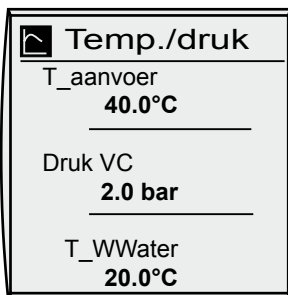 Temp./druk
T_aanvoer
40.0°C
Druk VC
2.0 bar
T_WWater
20.0°C